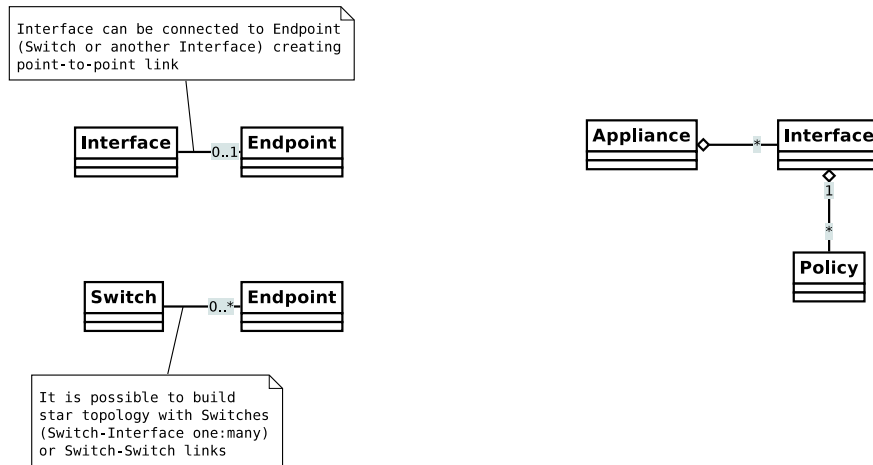 Interface can be connected to Endpoint
(Switch or another Interface) creating
point-to-point link
Interface
0..1
Endpoint
Appliance
*
Interface
1
*
Policy
Switch
0..*
Endpoint
It is possible to build
star topology with Switches
(Switch-Interface one:many)
or Switch-Switch links